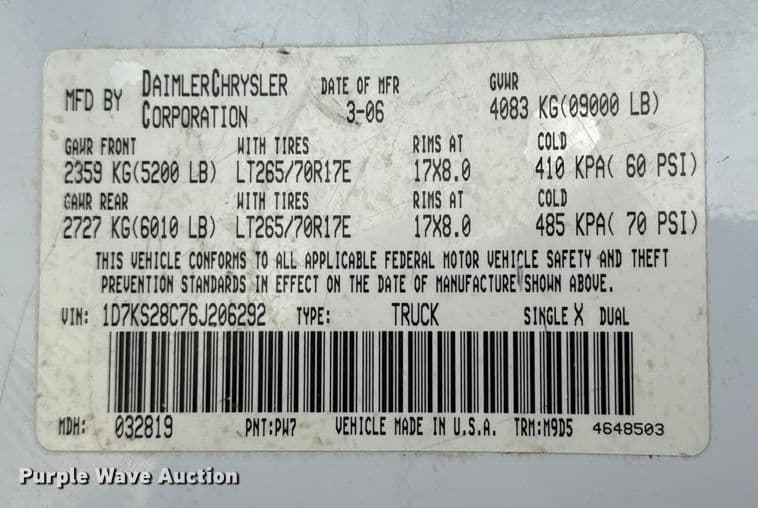 MFD BY DAIMLERCHRYSLER CORPORATION DATE OF MFR 3-06 GVWR 4083 KG(09000 LB)
GAWR FRONT WITH TIRES RIMS AT COLD
2359 KG(5200 LB) LT265/70R17E 17X8.0 410 KPA( 60 PSI)
GAWR REAR WITH TIRES RIMS AT COLD
2727 KG(6010 LB) LT265/70R17E 17X8.0 485 KPA( 70 PSI)
THIS VEHICLE CONFORMS TO ALL APPLICABLE FEDERAL MOTOR VEHICLE SAFETY AND THEFT
PREVENTION STANDARDS IN EFFECT ON THE DATE OF MANUFACTURE SHOWN ABOVE.
VIN: 1D7KS28C76J206292 TYPE: TRUCK SINGLE X DUAL
MDH: 032819 PNT:PW7 VEHICLE MADE IN U.S.A. TRM:M9D5 4648503
Purple Wave Auction